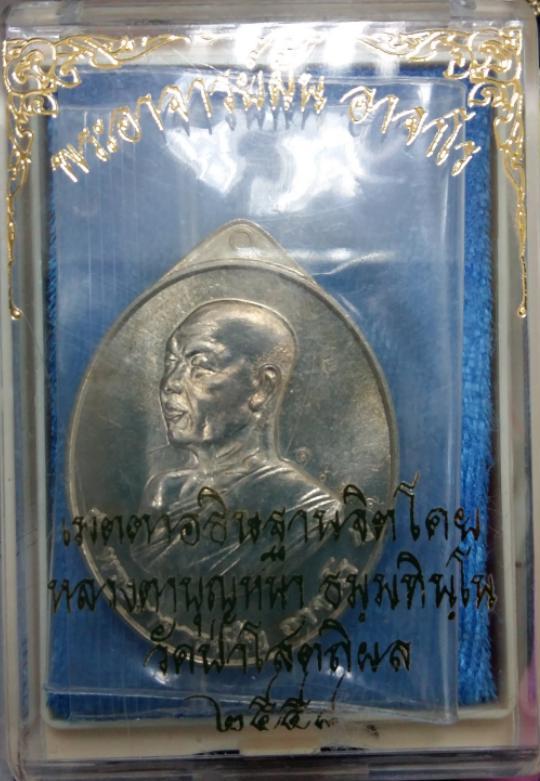 พระอาจารย์ฝั้น อาจาโร
เมตตาอธิษฐานจิตโดย
หลวงตาบุญหนา ธมฺมทินฺโน
วัดป่าโสตถิผล
๒๕๕๘